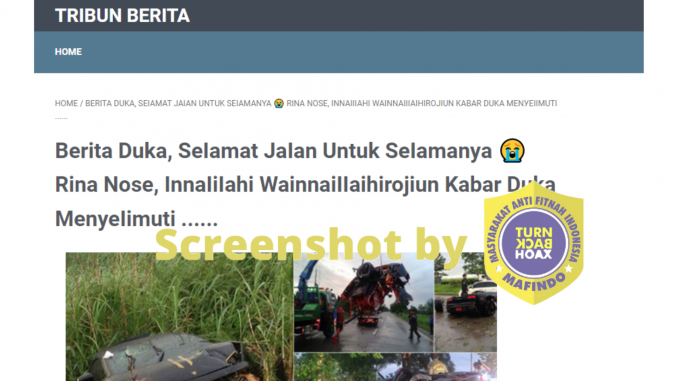 TRIBUN BERITA
HOME
HOME / BERITA DUKA, SEIAMAT JAIAN UNTUK SEIAMANYA 😭 RINA NOSE, INNAIIIAHI WAINNAIIIAIHIROJIUN KABAR DUKA MENYEIIMUTI
......
Berita Duka, Selamat Jalan Untuk Selamanya 😭
Rina Nose, Innalilahi Wainnaillaihirojiun Kabar Duka
Menyelimuti ......
Screenshot by
MASYARAKAT ANTI FITNAH INDONESIA
TURN
BACK
HOAX
MAFINDO